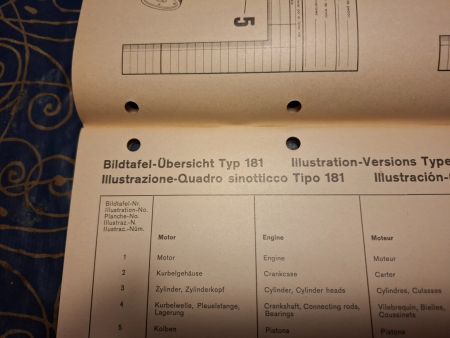 5
Bildtafel-Übersicht Typ 181 Illustration-Versions Type
Illustrazione-Quadro sinotticco Tipo 181 Illustración-
Bildtafel-Nr.
Illustration-No.
Planche-No.
Illustraz.-N.
Illustrac.-Núm.
Motor Engine Moteur
1 Motor Engine Moteur
2 Kurbelgehäuse Crankcase Carter
3 Zylinder, Zylinderkopf Cylinder, Cylinder heads Cylindres, Culasses
4 Kurbelwelle, Pleuelstange, Lagerung Crankshaft, Connecting rods, Bearings Vilebrequin, Bielles, Coussinets
5 Kolben Pistons Pistons